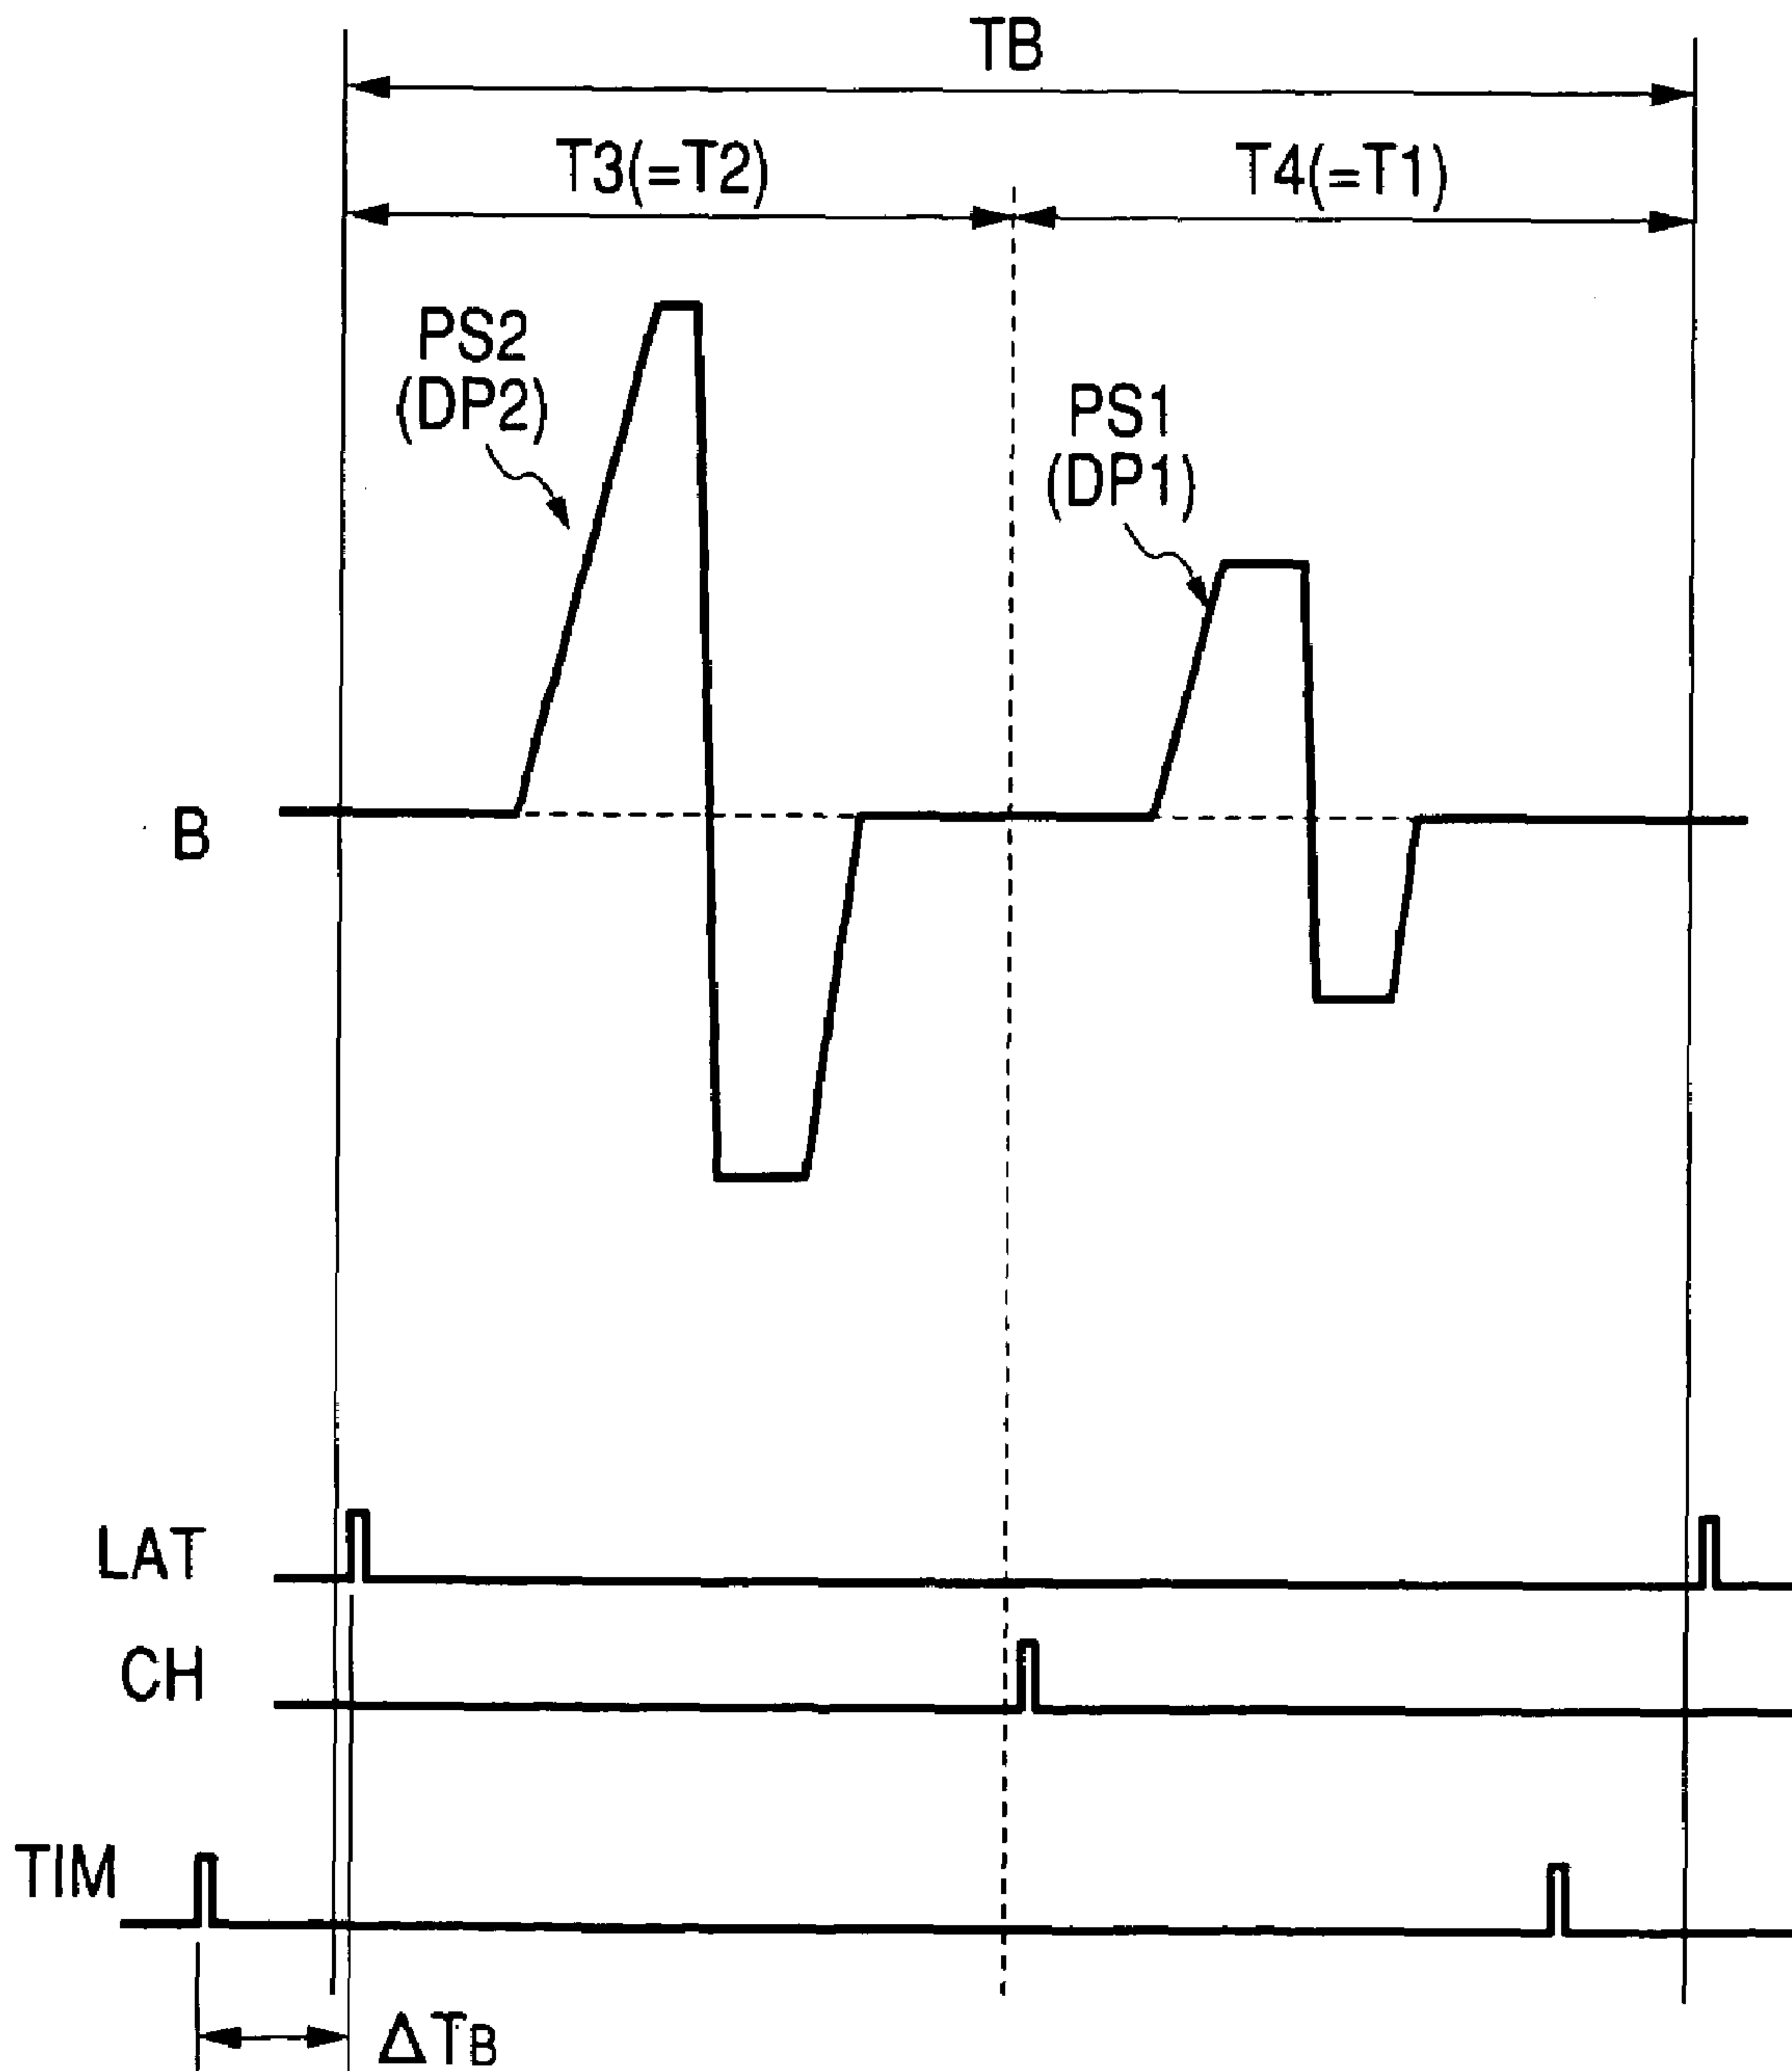 TB
T3(=T2)
T4(=T1)
PS2
(DP2)
PS1
(DP1)
B
LAT
CH
TIM
ΔTB